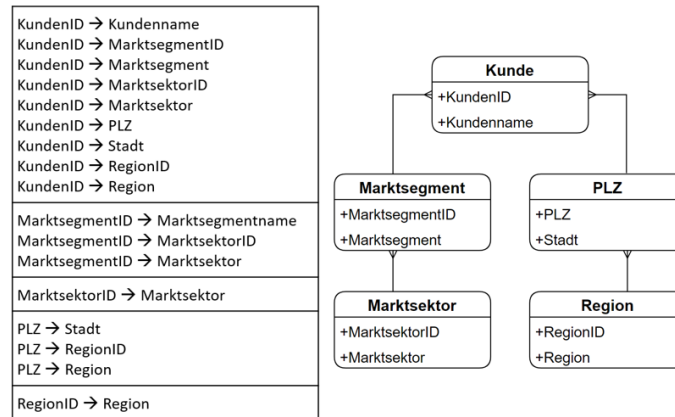 KundenID → Kundenname
KundenID → MarktsegmentID
KundenID → Marktsegment
KundenID → MarktsektorID
KundenID → Marktsektor
KundenID → PLZ
KundenID → Stadt
KundenID → RegionID
KundenID → Region
MarktsegmentID → Marktsegmentname
MarktsegmentID → MarktsektorID
MarktsegmentID → Marktsektor
MarktsektorID → Marktsektor
PLZ → Stadt
PLZ → RegionID
PLZ → Region
RegionID → Region
Kunde
+KundenID
+Kundenname
Marktsegment
+MarktsegmentID
+Marktsegment
PLZ
+PLZ
+Stadt
Marktsektor
+MarktsektorID
+Marktsektor
Region
+RegionID
+Region